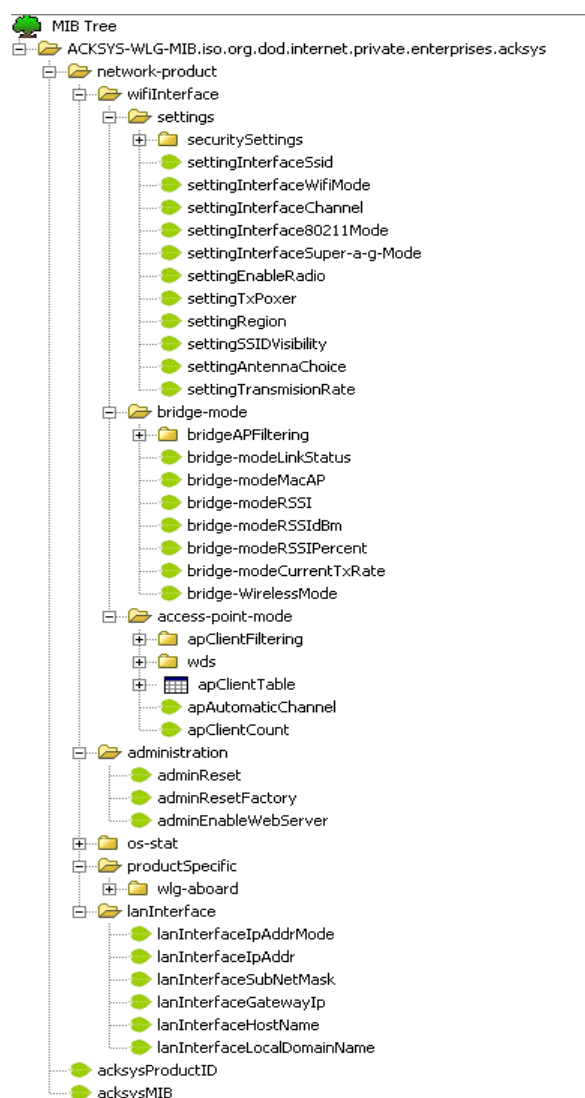 MIB Tree
ACKSYS-WLG-MIB.iso.org.dod.internet.private.enterprises.acksys
network-product
wifiInterface
settings
securitySettings
settingInterfaceSsid
settingInterfaceWifiMode
settingInterfaceChannel
settingInterface80211Mode
settingInterfaceSuper-a-g-Mode
settingEnableRadio
settingTxPoxer
settingRegion
settingSSIDVisibility
settingAntennaChoice
settingTransmisionRate
bridge-mode
bridgeAPFiltering
bridge-modeLinkStatus
bridge-modeMacAP
bridge-modeRSSI
bridge-modeRSSIdBm
bridge-modeRSSIPercent
bridge-modeCurrentTxRate
bridge-WirelessMode
access-point-mode
apClientFiltering
wds
apClientTable
apAutomaticChannel
apClientCount
administration
adminReset
adminResetFactory
adminEnableWebServer
os-stat
productSpecific
wlg-aboard
lanInterface
lanInterfaceIpAddrMode
lanInterfaceIpAddr
lanInterfaceSubNetMask
lanInterfaceGatewayIp
lanInterfaceHostName
lanInterfaceLocalDomainName
acksysProductID
acksysMIB